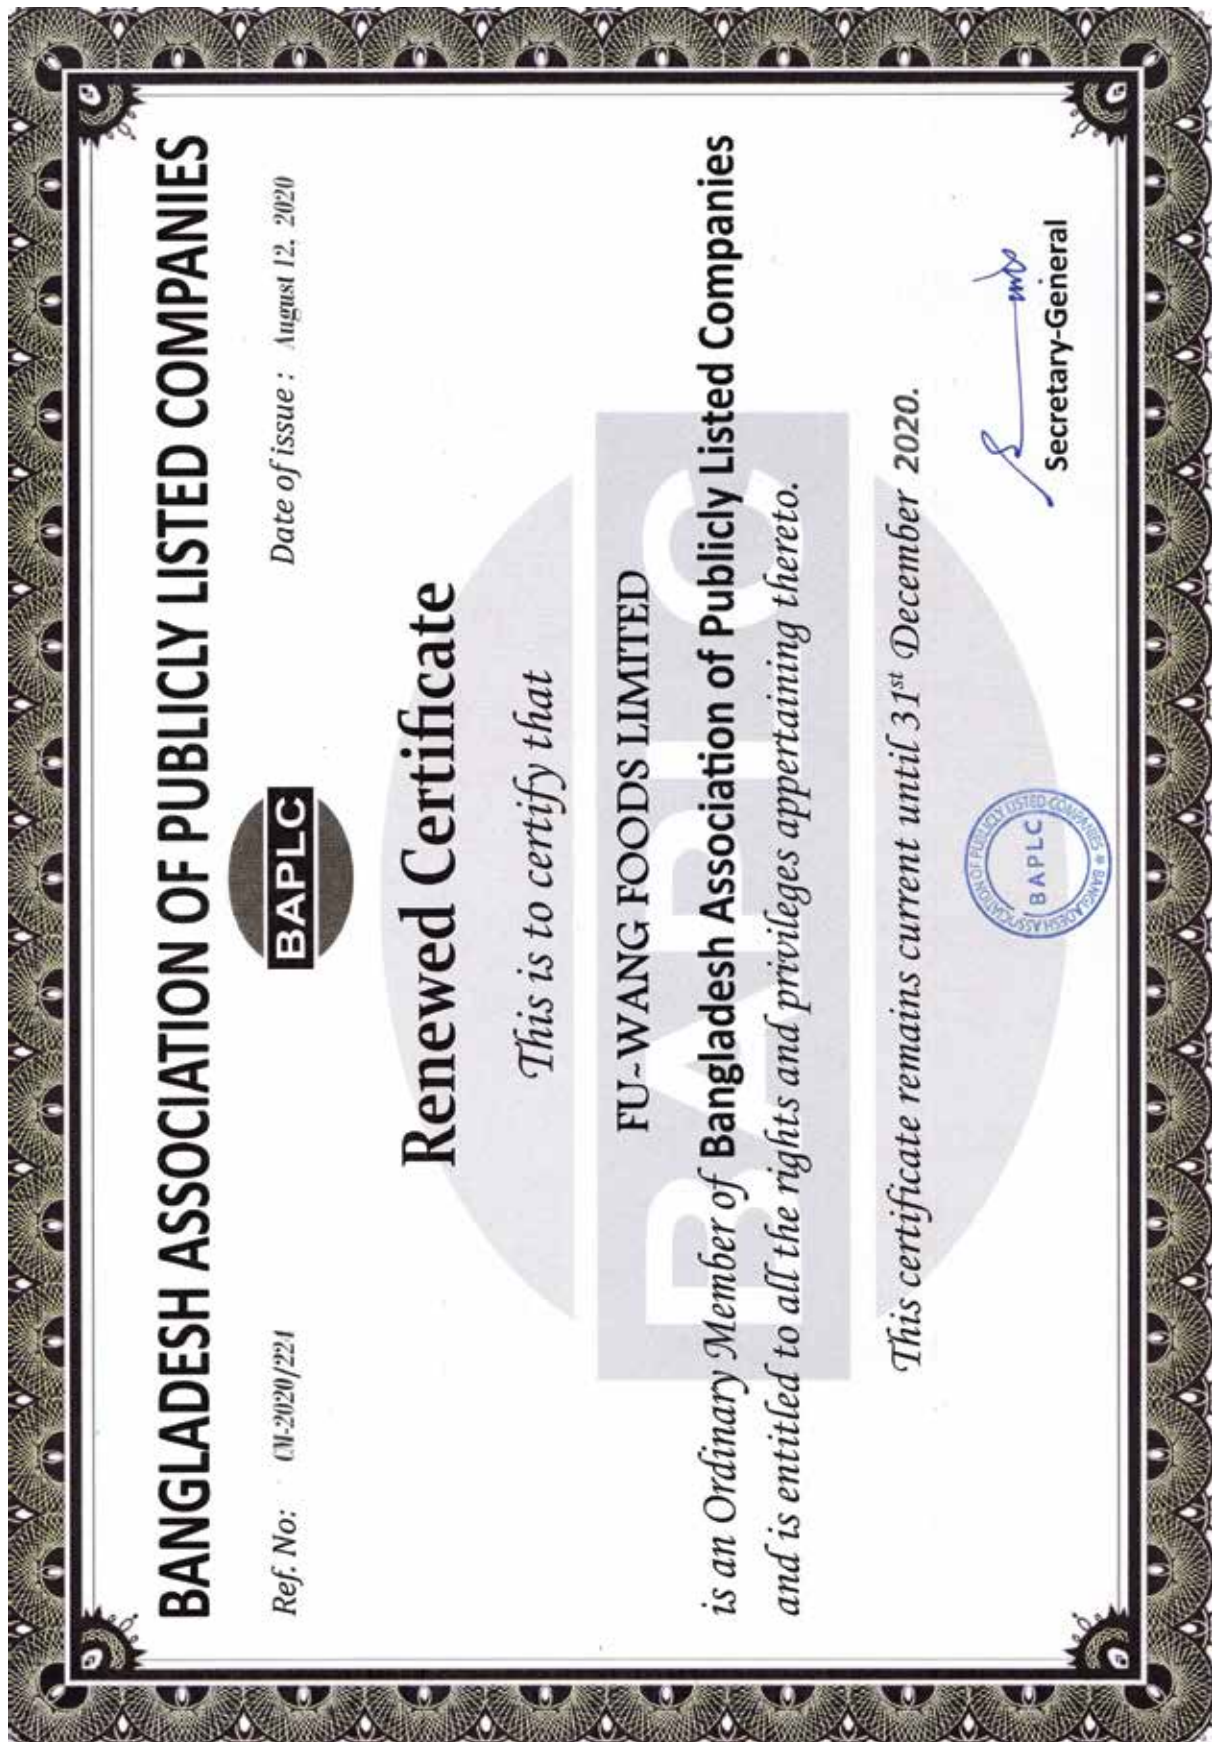 BANGLADESH ASSOCIATION OF PUBLICLY LISTED COMPANIES
Ref. No: CM-2020/221
Date of issue : August 12, 2020
BAPLC
Renewed Certificate
This is to certify that
FU~WANG FOODS LIMITED
is an Ordinary Member of Bangladesh Association of Publicly Listed Companies
and is entitled to all the rights and privileges appertaining thereto.
This certificate remains current until 31st December 2020.
BANGLADESH ASSOCIATION OF PUBLICLY LISTED COMPANIES *
BAPLC
Secretary-General
BAPLC